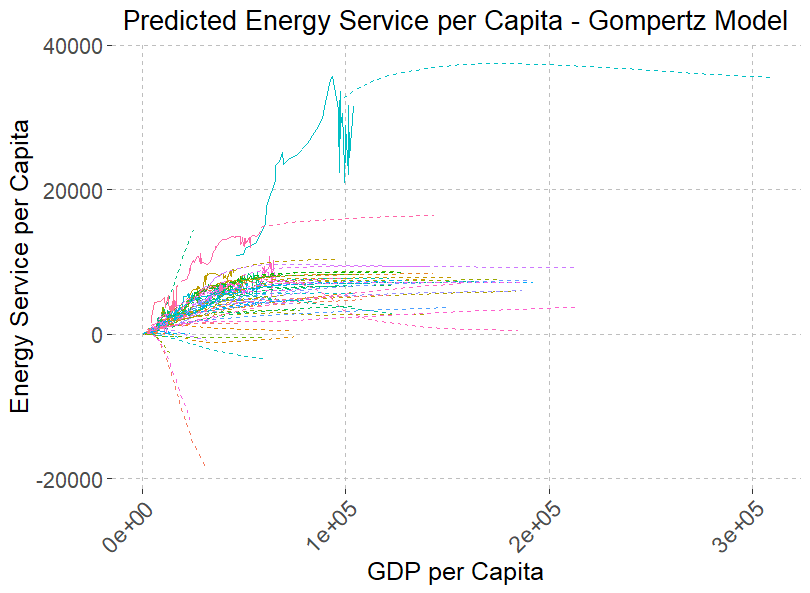 Predicted Energy Service per Capita - Gompertz Model
Energy Service per Capita
40000
20000
0
-20000
0e+00
1e+05
2e+05
3e+05
GDP per Capita